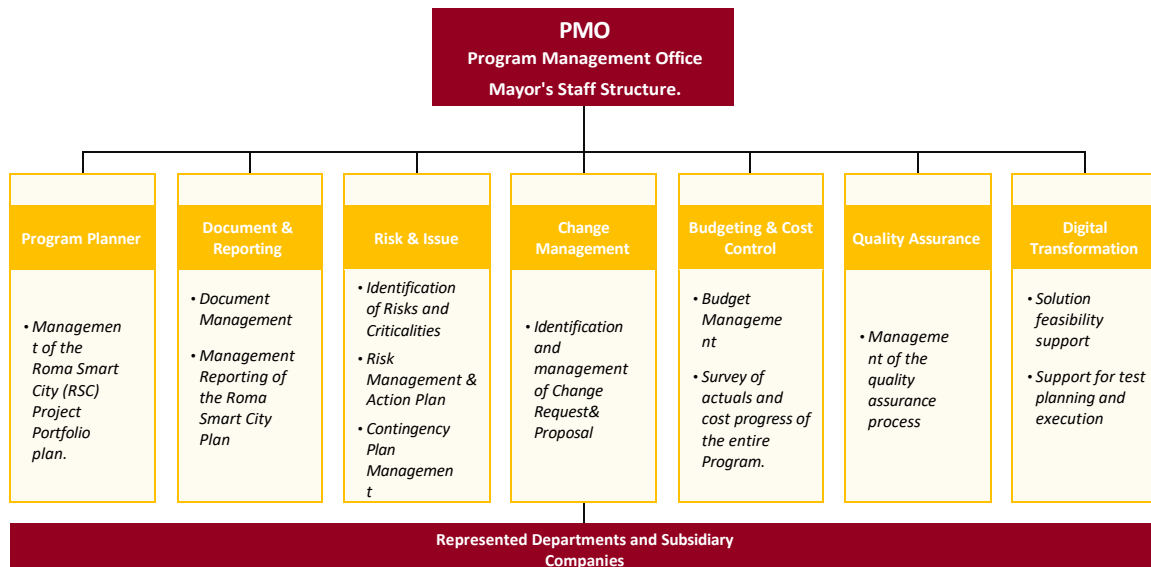 PMO
Program Management Office
Mayor's Staff Structure.
Program Planner
• Managemen
t of the
Roma Smart
City (RSC)
Project
Portfolio
plan.
Document &
Reporting
• Document
Management
• Management
Reporting of
the Roma
Smart City
Plan
Risk & Issue
• Identification
of Risks and
Criticalities
• Risk
Management &
Action Plan
• Contingency
Plan
Managemen
t
Change
Management
• Identification
and
management
of Change
Request&
Proposal
Budgeting & Cost
Control
• Budget
Manageme
nt
• Survey of
actuals and
cost progress of
the entire
Program.
Quality Assurance
• Manageme
nt of the
quality
assurance
process
Digital
Transformation
• Solution
feasibility
support
• Support for test
planning and
execution
Represented Departments and Subsidiary
Companies